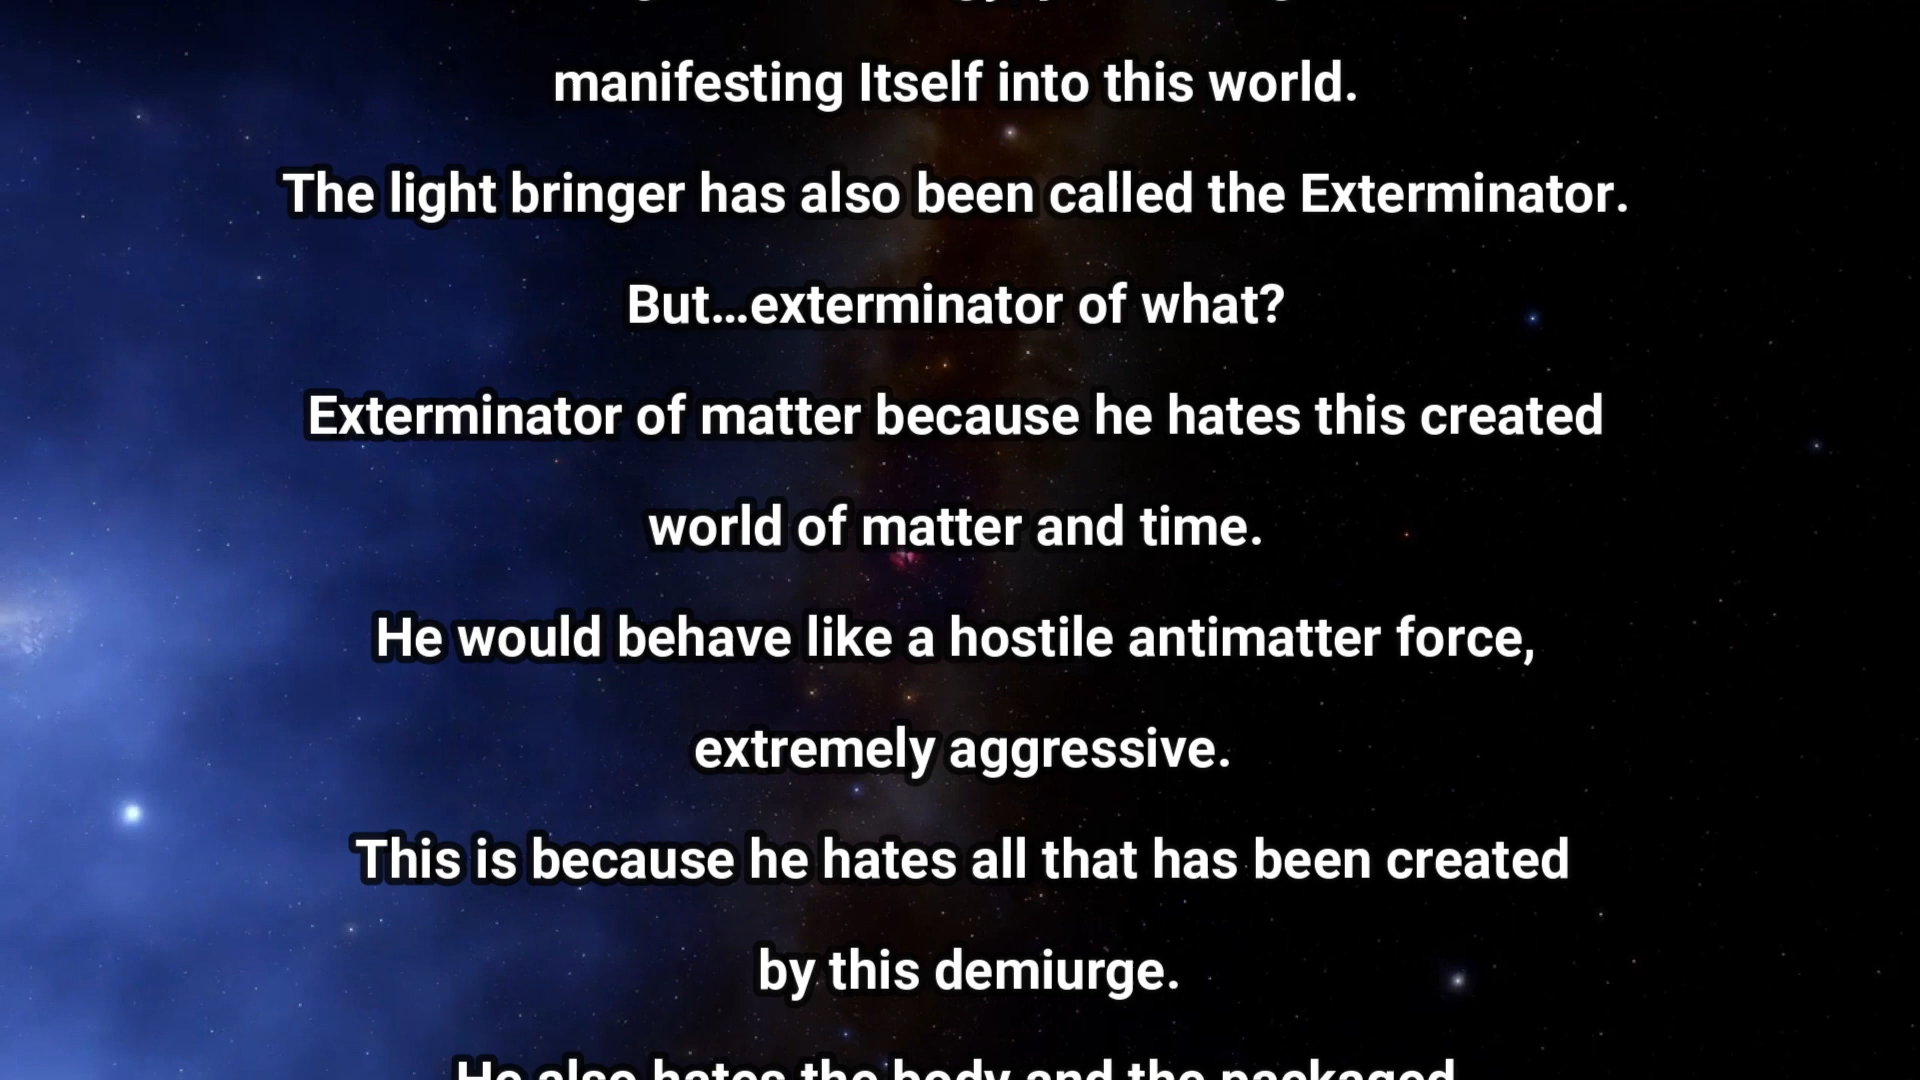 manifesting Itself into this world.
The light bringer has also been called the Exterminator.
But...exterminator of what?
Exterminator of matter because he hates this created
world of matter and time.
He would behave like a hostile antimatter force,
extremely aggressive.
This is because he hates all that has been created
by this demiurge.
He also hates the body and the packaged